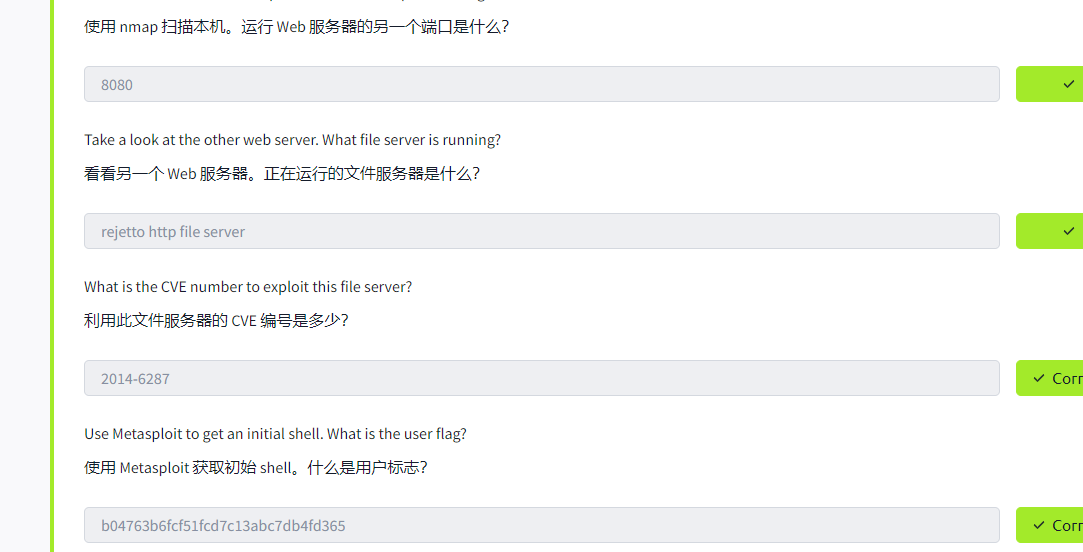 使用 nmap 扫描本机。运行 Web 服务器的另一个端口是什么?
8080
Take a look at the other web server. What file server is running?
看看另一个 Web 服务器。正在运行的文件服务器是什么?
rejetto http file server
What is the CVE number to exploit this file server?
利用此文件服务器的 CVE 编号是多少?
2014-6287
Corr
Use Metasploit to get an initial shell. What is the user flag?
使用 Metasploit 获取初始 shell。什么是用户标志?
b04763b6fcf51fcd7c13abc7db4fd365
Corr